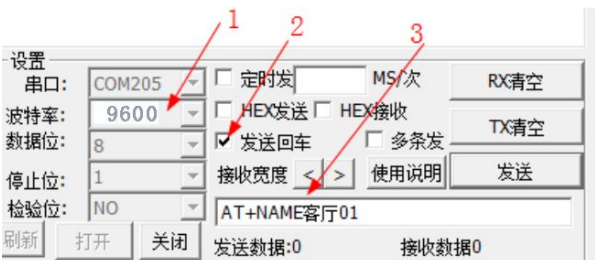 1
2
3
设置
串口: COM205 定时发 MS/次 RX清空
波特率: 9600 HEX发送 HEX接收
数据位: 8 发送回车 多条发 TX清空
停止位: 1 接收宽度 < > 使用说明 发送
检验位: NO AT+NAME客厅01
刷新 打开 关闭 发送数据:0 接收数据0